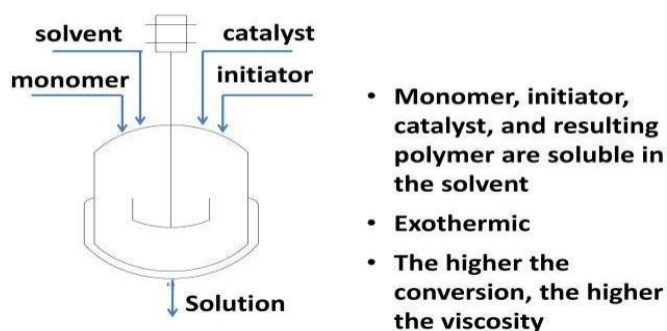 solvent
catalyst
monomer
initiator
• Monomer, initiator,
catalyst, and resulting
polymer are soluble in
the solvent
• Exothermic
• The higher the
conversion, the higher
the viscosity
Solution